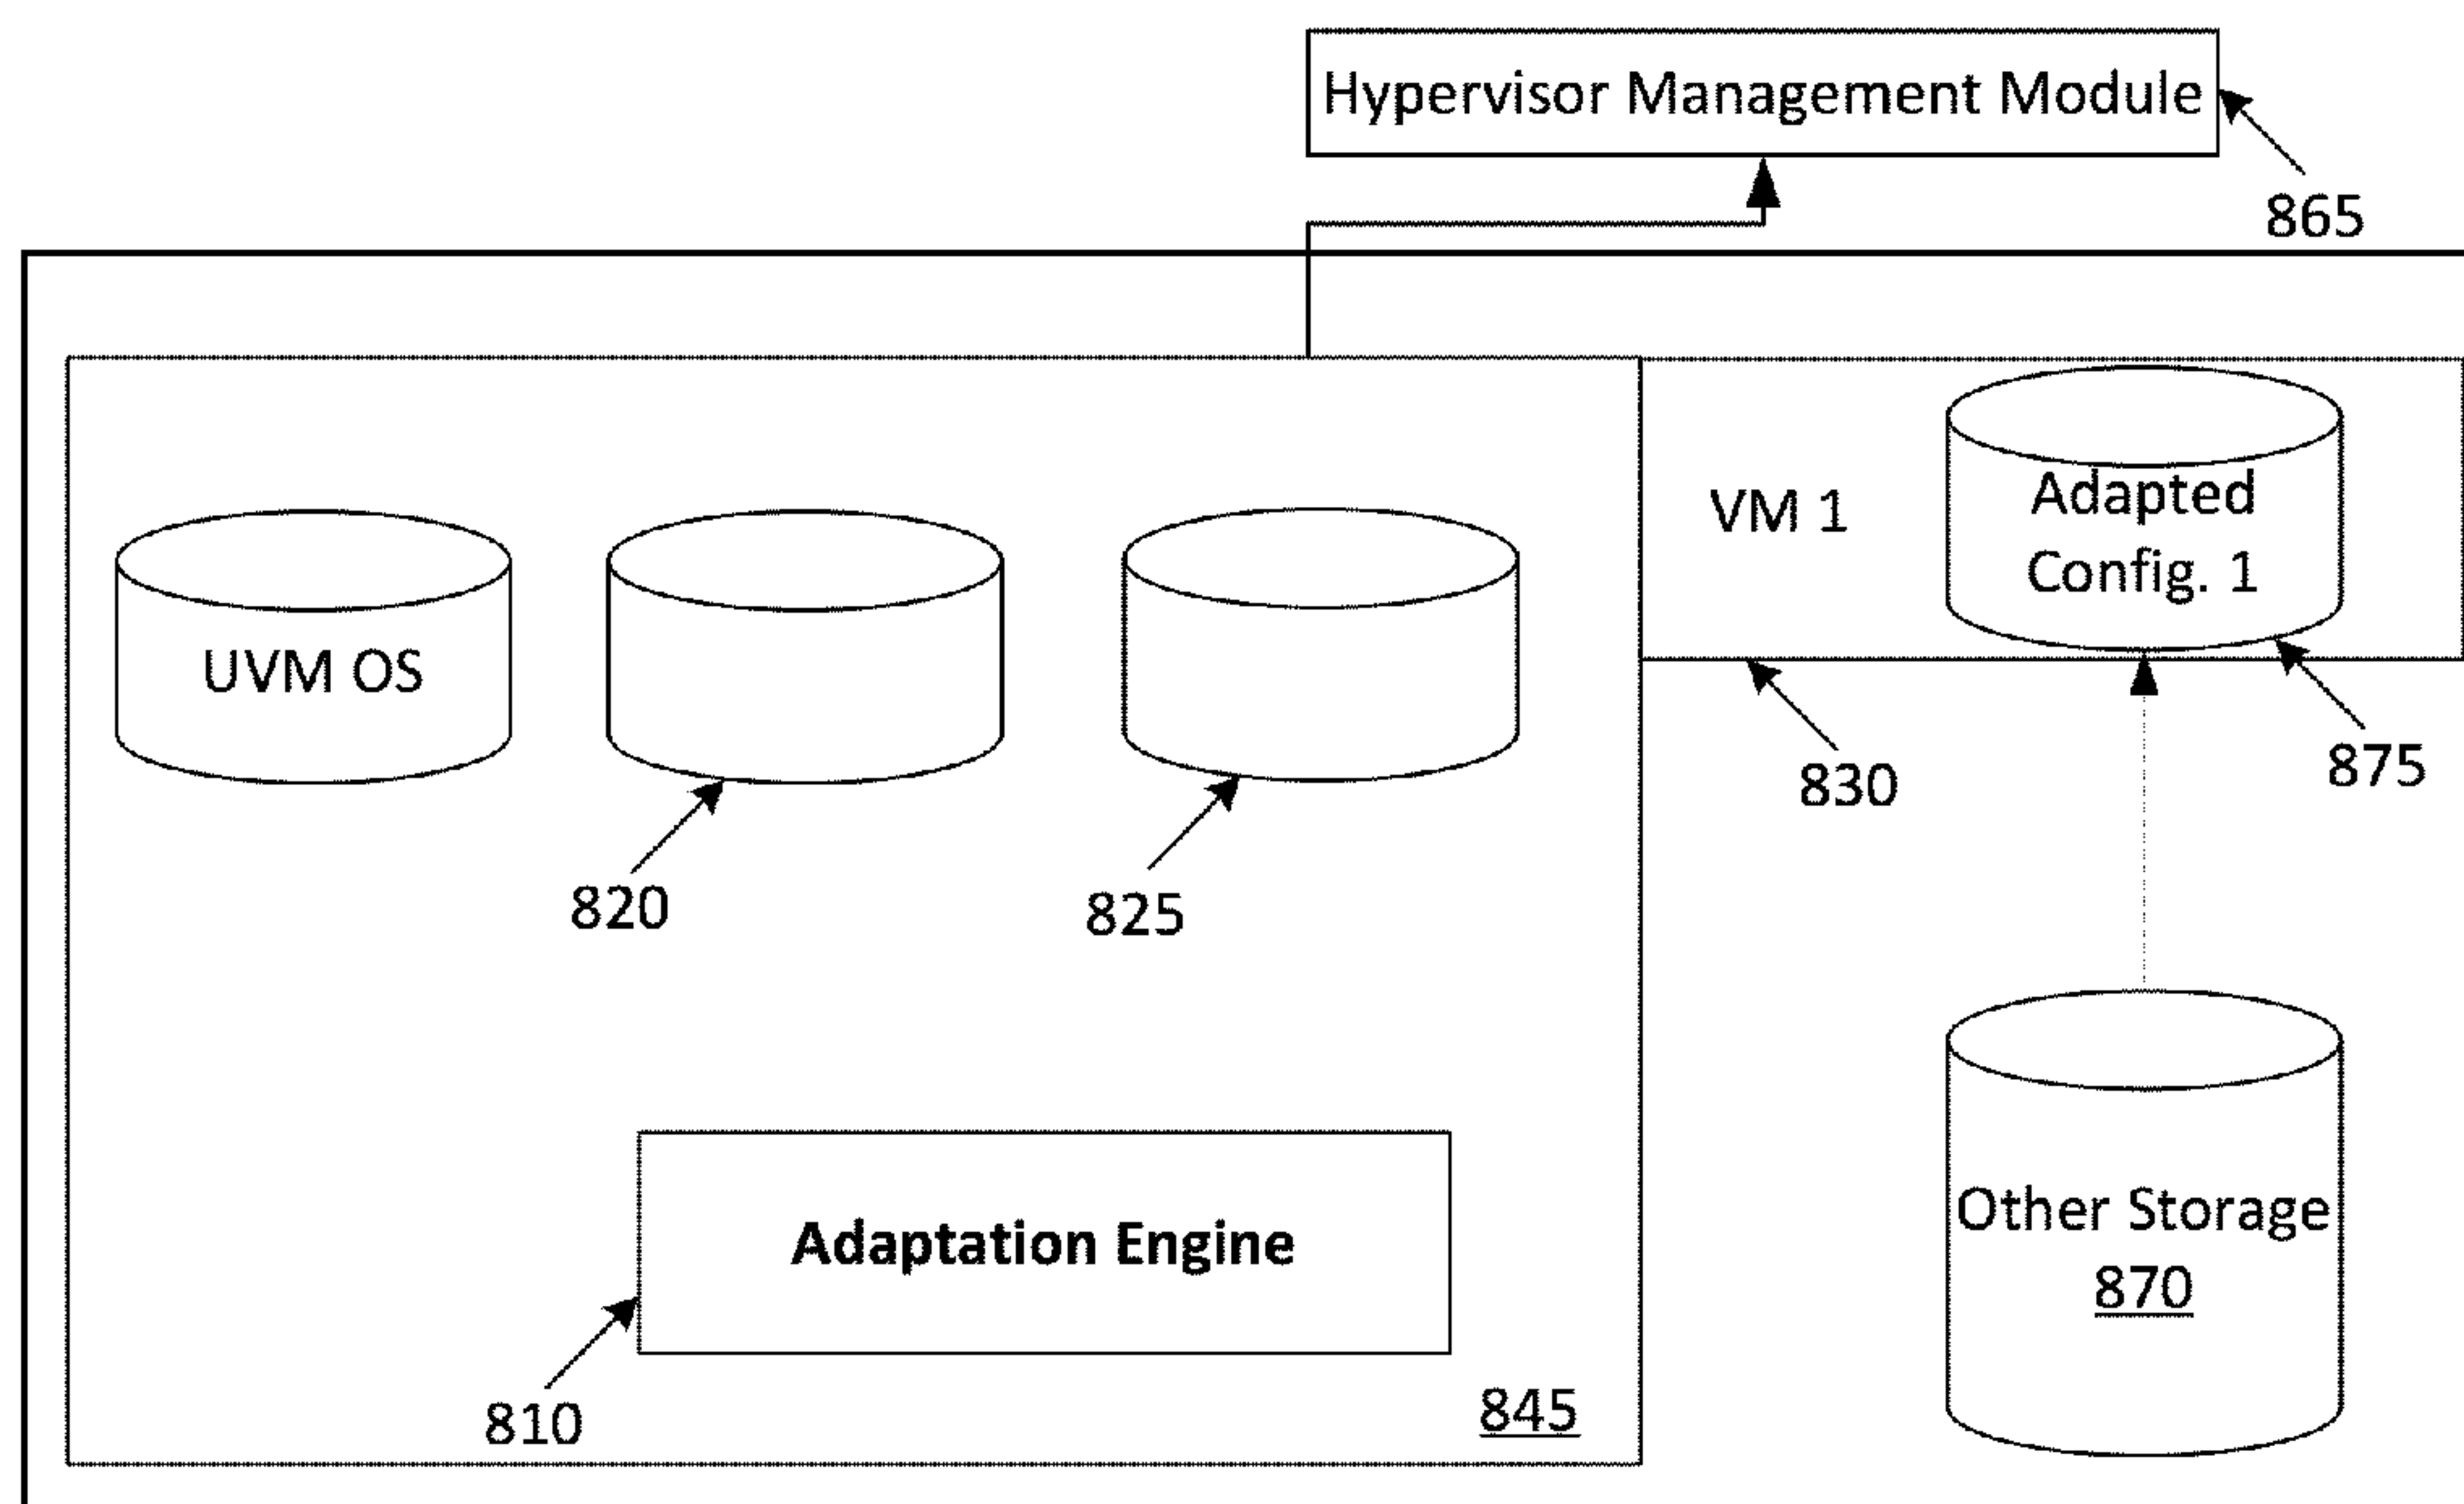 Hypervisor Management Module
865
VM 1
Adapted
Config. 1
UVM OS
875
830
820
825
Other Storage
870
Adaptation Engine
810
845